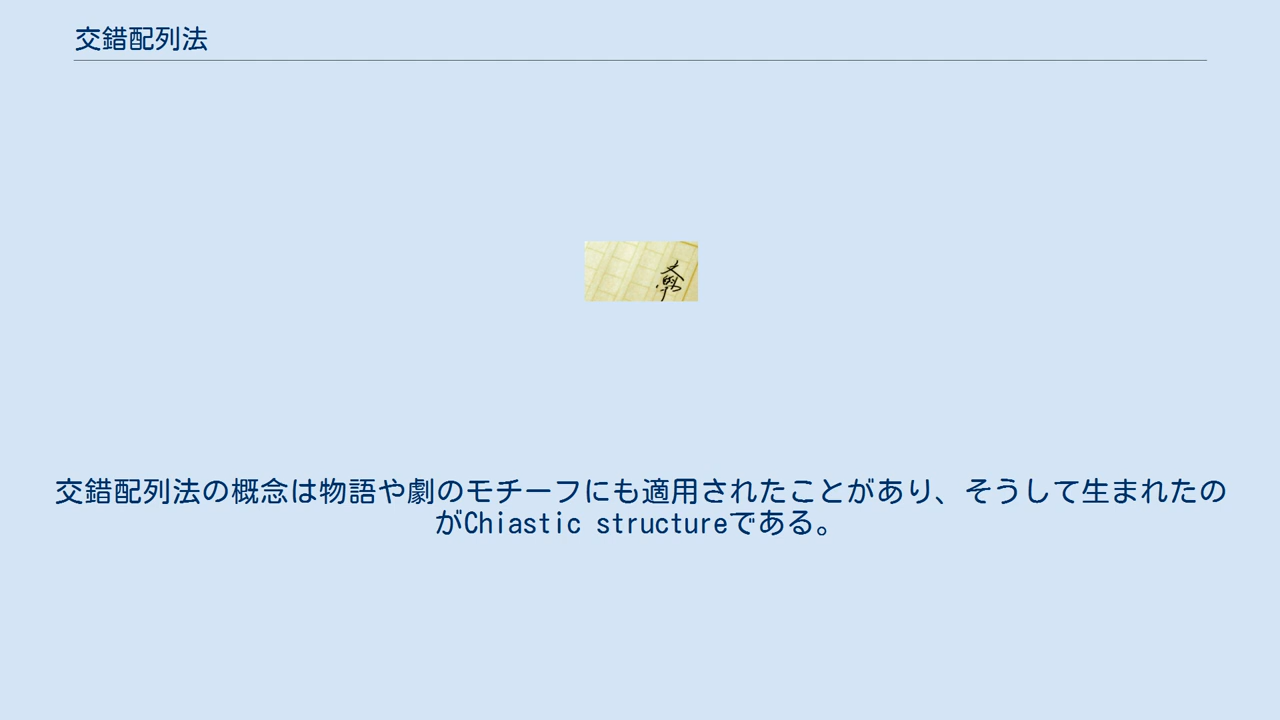 交錯配列法
交錯配列法の概念は物語や劇のモチーフにも適用されたことがあり、そうして生まれたの
がChiastic structureである。